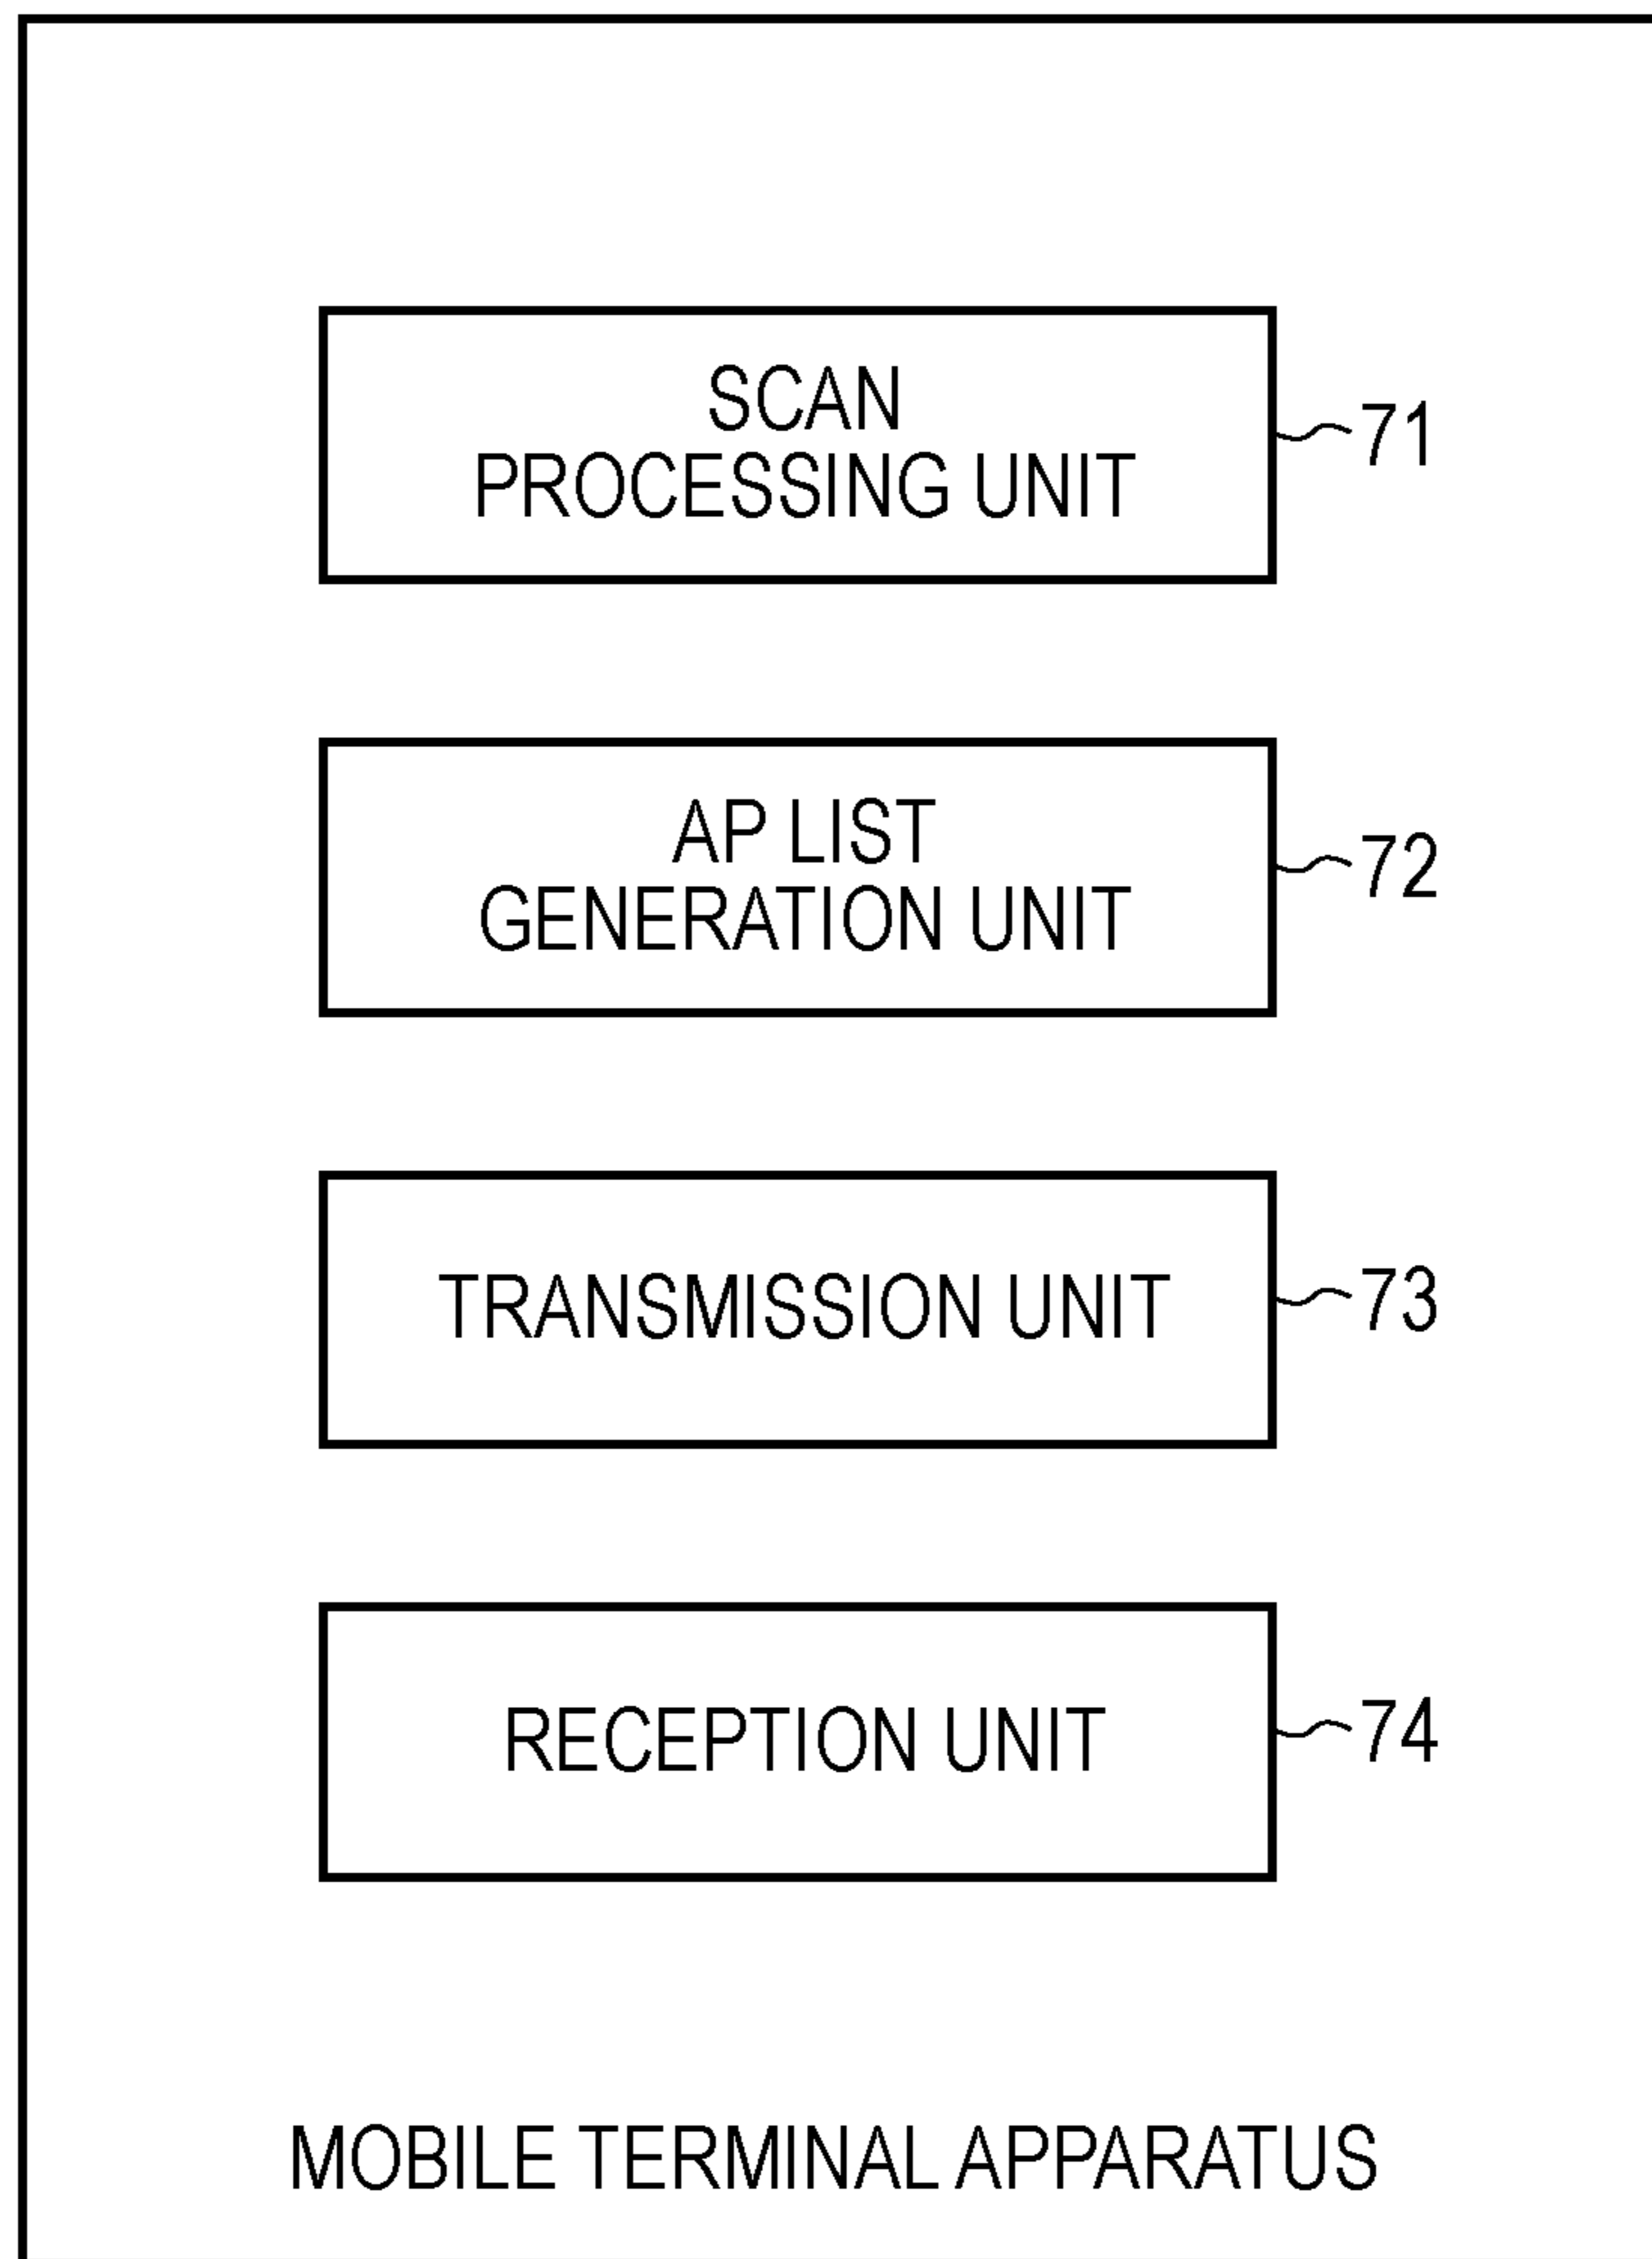 SCAN
PROCESSING UNIT
71
AP LIST
GENERATION UNIT
72
TRANSMISSION UNIT
73
RECEPTION UNIT
74
MOBILE TERMINAL APPARATUS